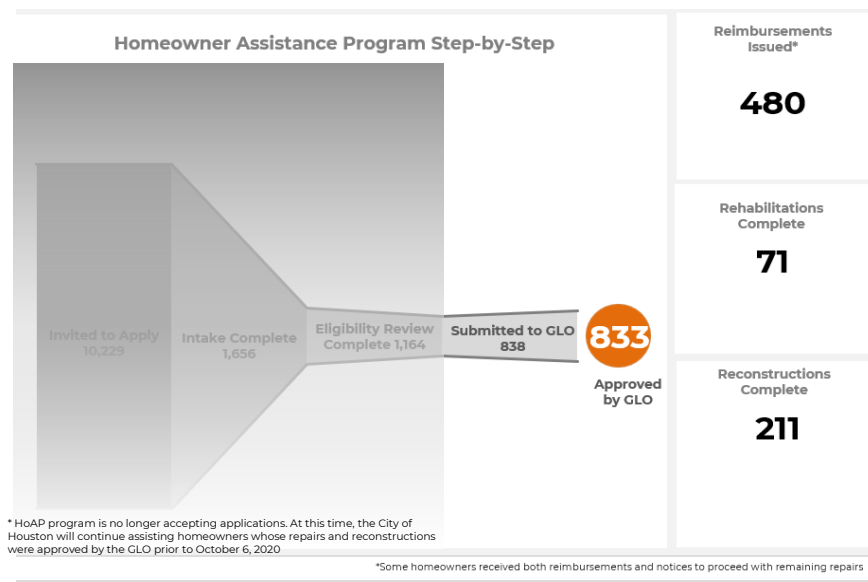 Homeowner Assistance Program Step-by-Step
Invited to Apply
10,229
Intake Complete
1,656
Eligibility Review
Complete 1,164
Submitted to GLO
838
833
Approved
by GLO
Reimbursements
Issued*
480
Rehabilitations
Complete
71
Reconstructions
Complete
211
* HoAP program is no longer accepting applications. At this time, the City of
Houston will continue assisting homeowners whose repairs and reconstructions
were approved by the GLO prior to October 6, 2020
*Some homeowners received both reimbursements and notices to proceed with remaining repairs